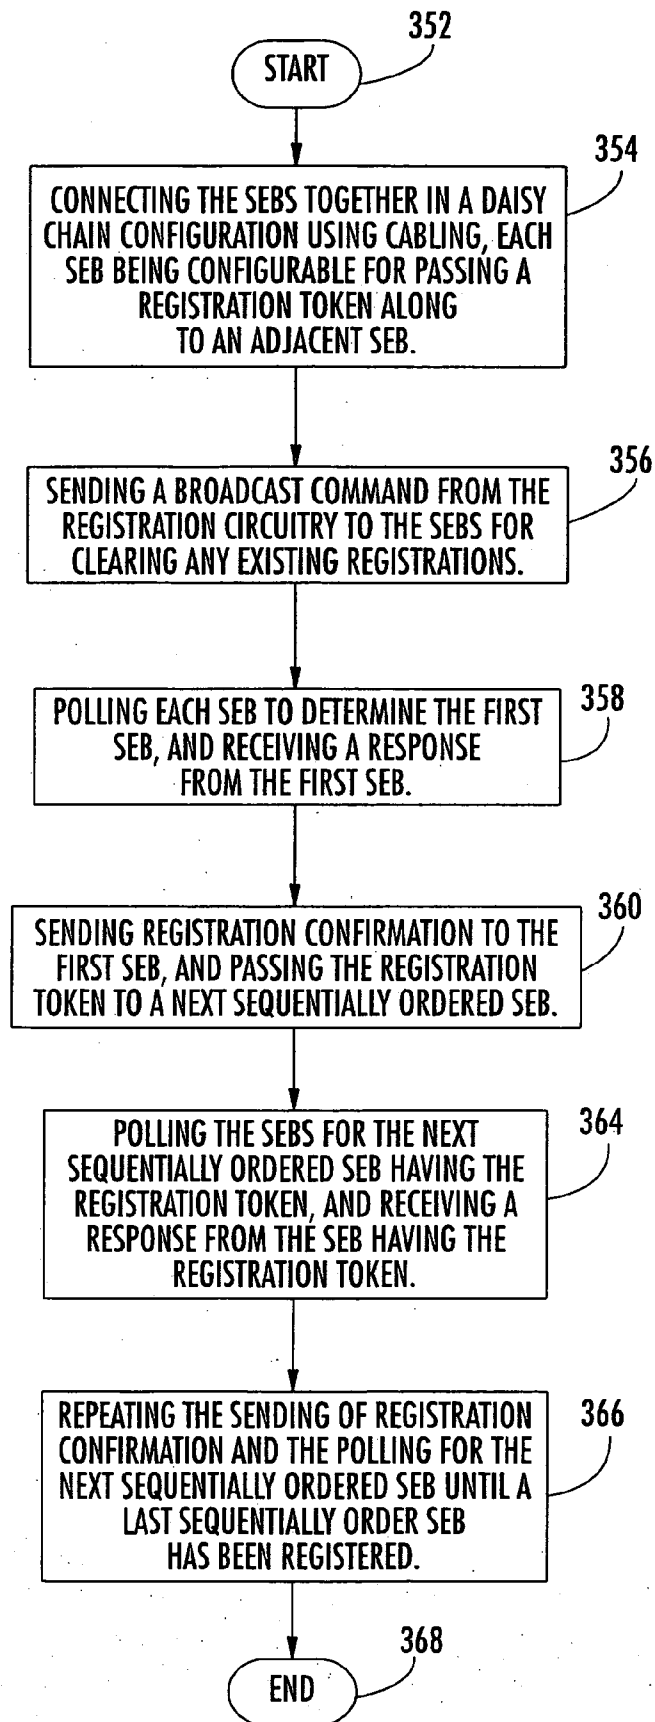 352
START
354
CONNECTING THE SEBS TOGETHER IN A DAISY
CHAIN CONFIGURATION USING CABLING, EACH
SEB BEING CONFIGURABLE FOR PASSING A
REGISTRATION TOKEN ALONG
TO AN ADJACENT SEB.
356
SENDING A BROADCAST COMMAND FROM THE
REGISTRATION CIRCUITRY TO THE SEBS FOR
CLEARING ANY EXISTING REGISTRATIONS.
358
POLLING EACH SEB TO DETERMINE THE FIRST
SEB, AND RECEIVING A RESPONSE
FROM THE FIRST SEB.
360
SENDING REGISTRATION CONFIRMATION TO THE
FIRST SEB, AND PASSING THE REGISTRATION
TOKEN TO A NEXT SEQUENTIALLY ORDERED SEB.
364
POLLING THE SEBS FOR THE NEXT
SEQUENTIALLY ORDERED SEB HAVING THE
REGISTRATION TOKEN, AND RECEIVING A
RESPONSE FROM THE SEB HAVING THE
REGISTRATION TOKEN.
366
REPEATING THE SENDING OF REGISTRATION
CONFIRMATION AND THE POLLING FOR THE
NEXT SEQUENTIALLY ORDERED SEB UNTIL A
LAST SEQUENTIALLY ORDER SEB
HAS BEEN REGISTERED.
368
END